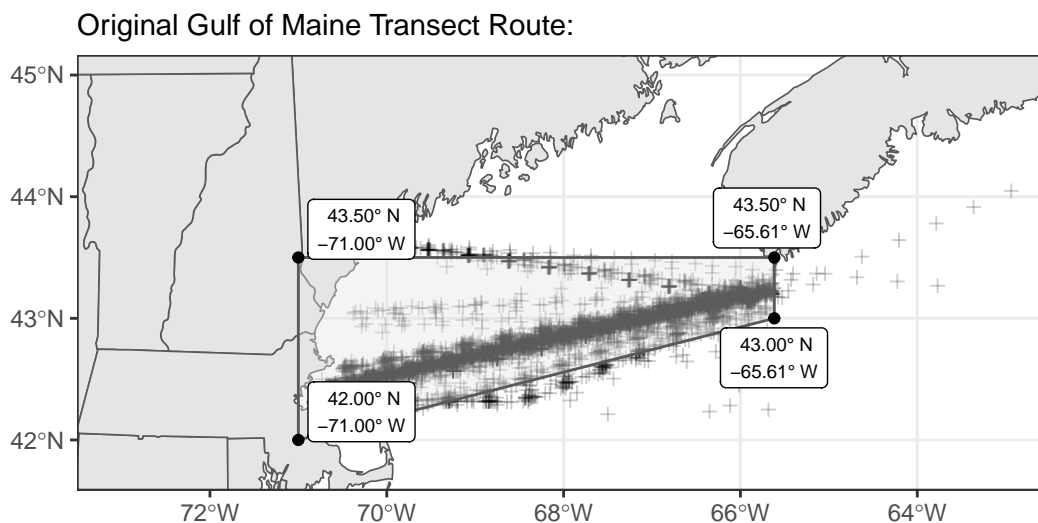 Original Gulf of Maine Transect Route:
45°N
44°N
43°N
42°N
43.50° N
−71.00° W
43.50° N
−65.61° W
43.00° N
−65.61° W
42.00° N
−71.00° W
72°W
70°W
68°W
66°W
64°W